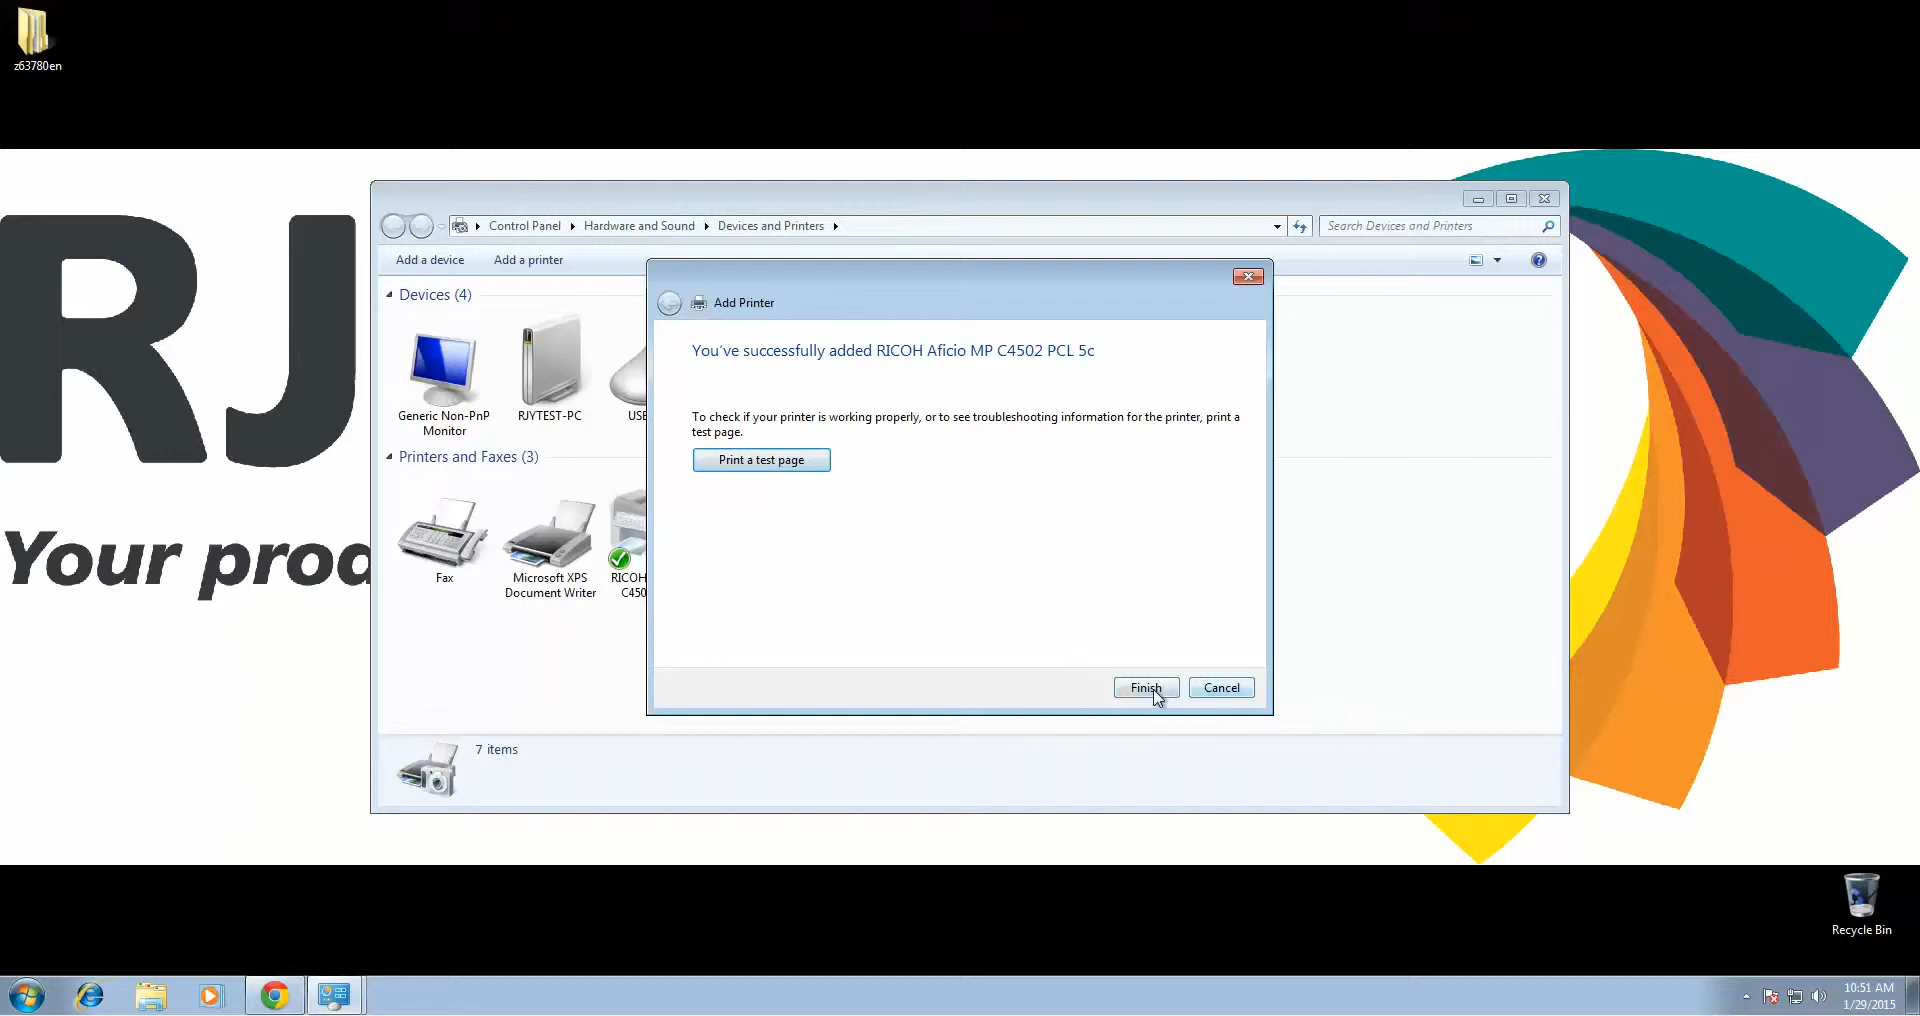 z63780en
RJ
Your prod
Control Panel
Hardware and Sound
Devices and Printers
Search Devices and Printers
Add a device
Add a printer
Devices (4)
Generic Non-PnP
Monitor
RJYTEST-PC
USB
Printers and Faxes (3)
Fax
Microsoft XPS
Document Writer
RICOH
C450
7 items
Add Printer
You've successfully added RICOH Aficio MP C4502 PCL 5c
To check if your printer is working properly, or to see troubleshooting information for the printer, print a
test page.
Print a test page
Finish
Cancel
Recycle Bin
10:51 AM
1/29/2015